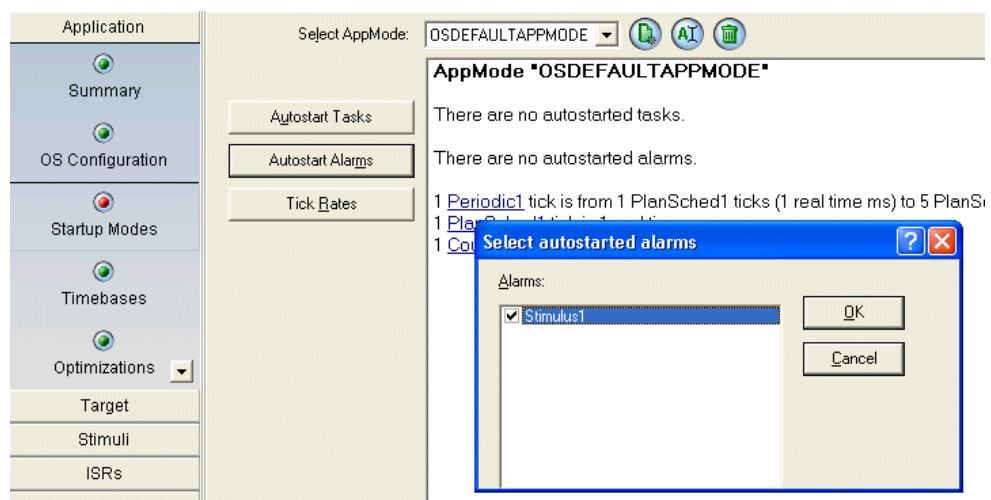 Application
Summary
OS Configuration
Startup Modes
Timebases
Optimizations
Target
Stimuli
ISRs
Select AppMode: OSDEFAULTAPPMODE
AppMode "OSDEFAULTAPPMODE"
Autostart Tasks
There are no autostarted tasks.
Autostart Alarms
There are no autostarted alarms.
Tick Rates
1 Periodic1 tick is from 1 PlanSched1 ticks (1 real time ms) to 5 PlanS
1
1
Select autostarted alarms
Alarms:
Stimulus1
OK
Cancel